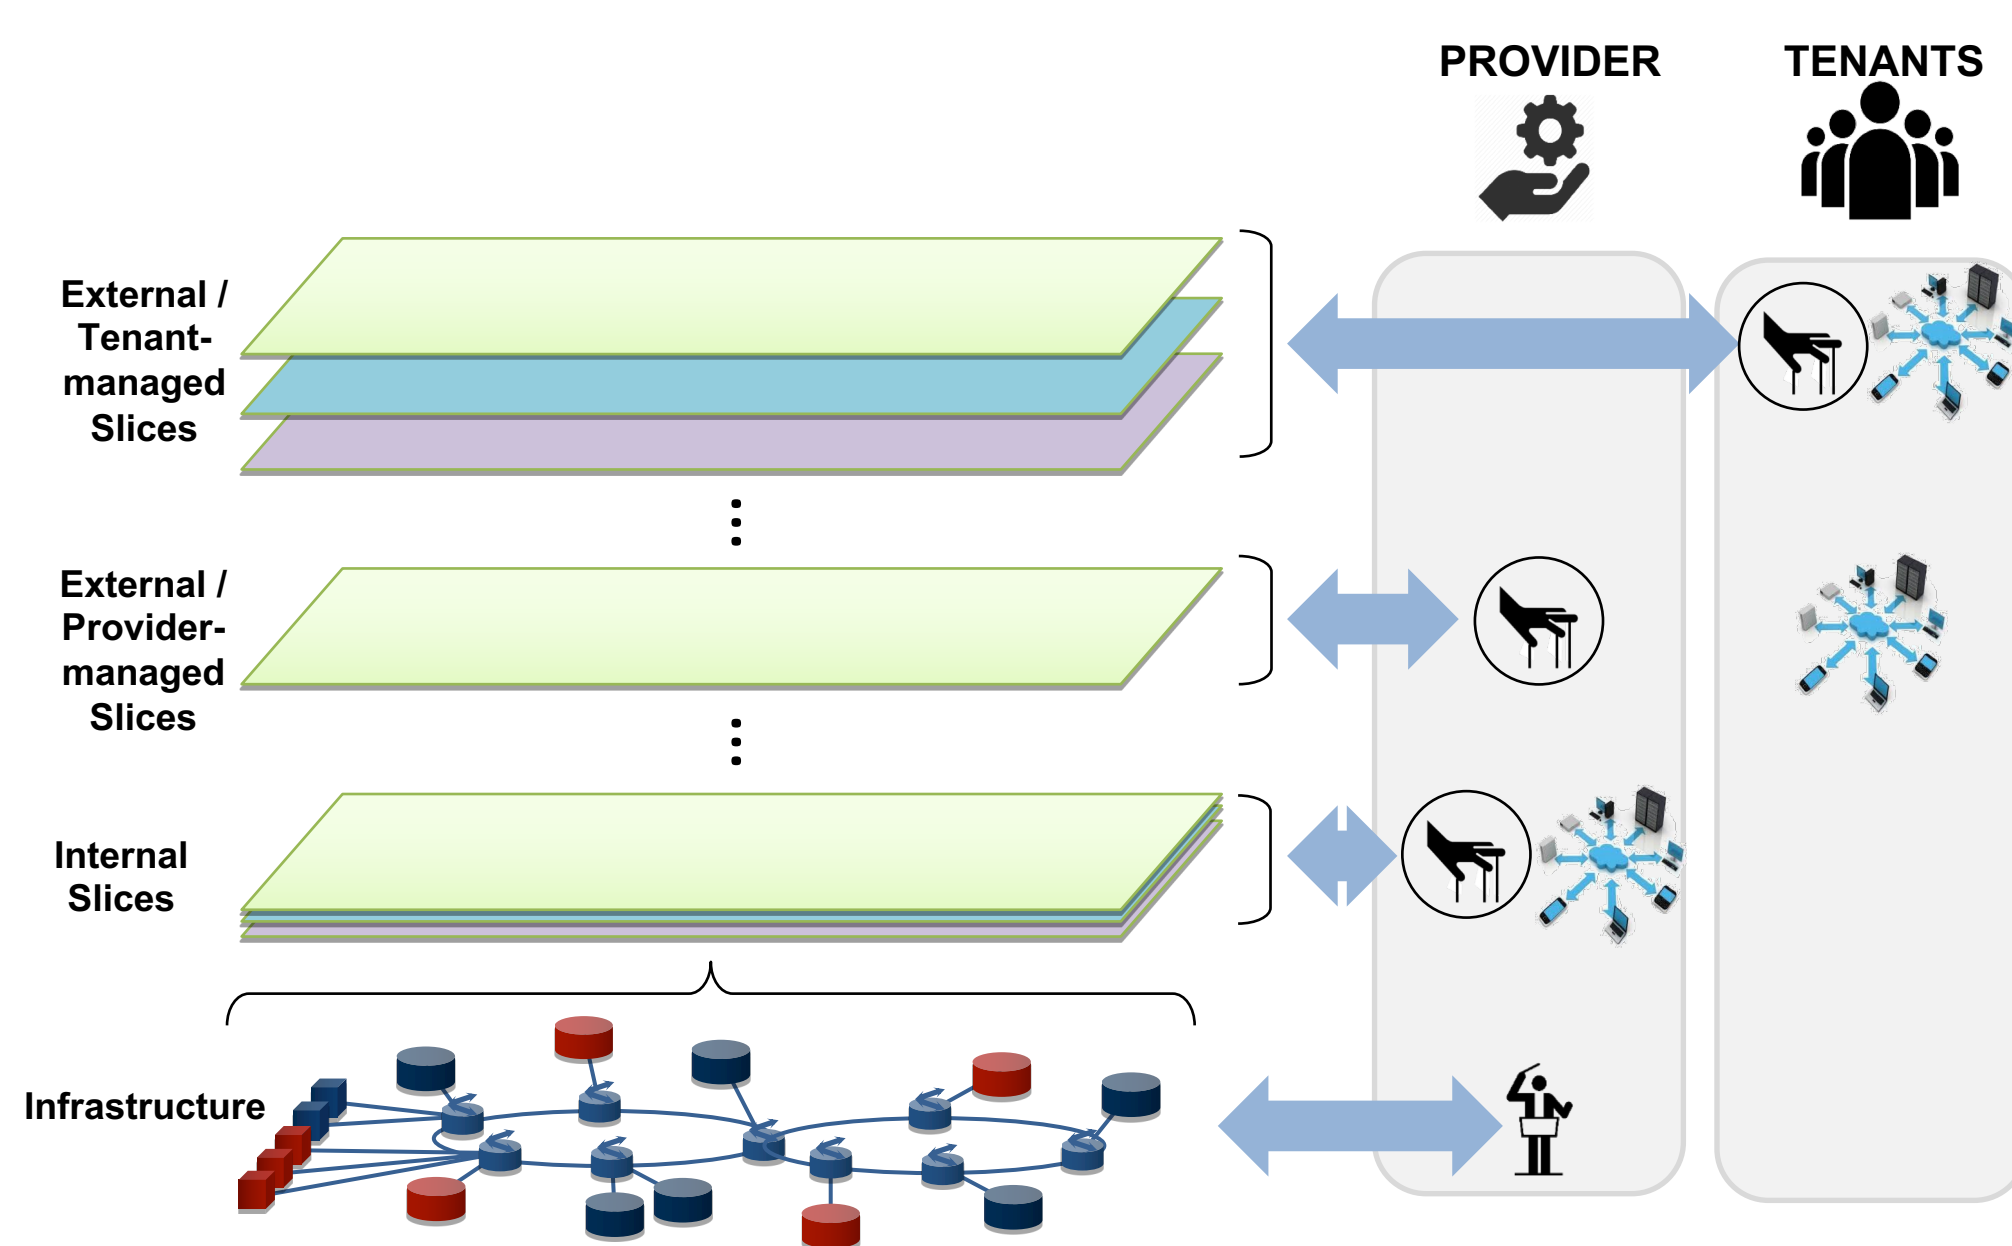 PROVIDER
TENANTS
External /
Tenant-
managed
Slices
External /
Provider-
managed
Slices
Internal
Slices
Infrastructure